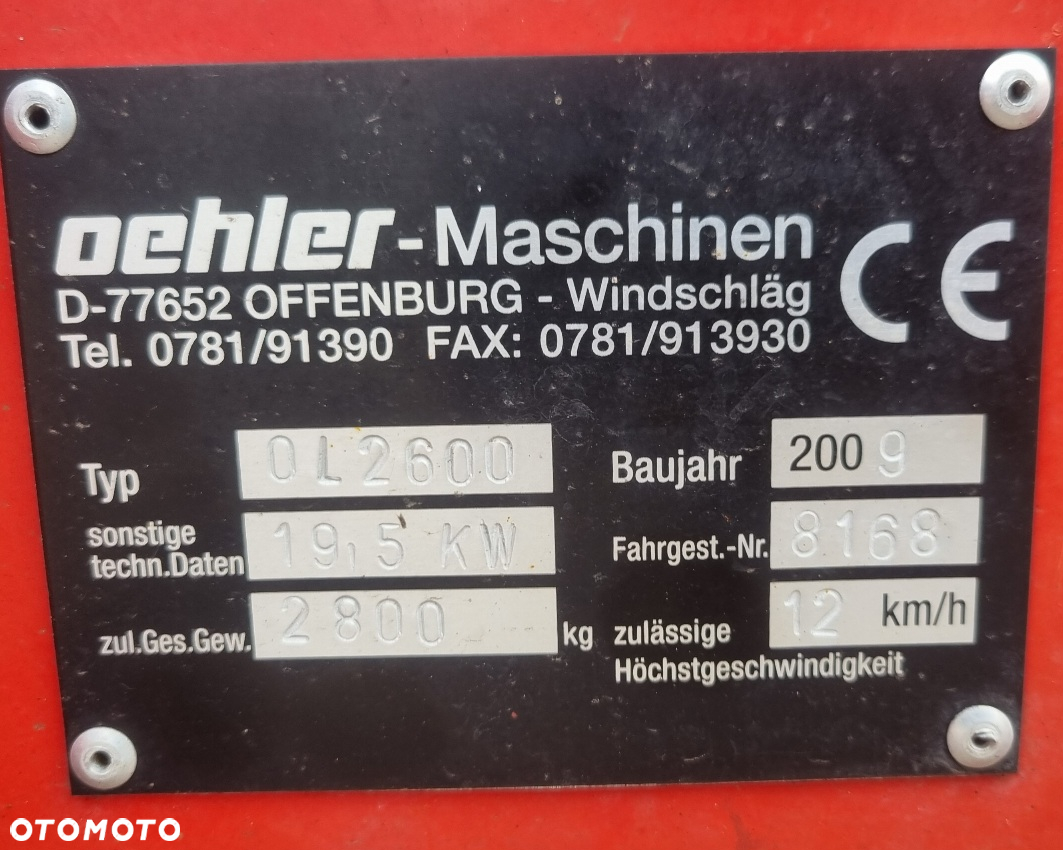 oehler-Maschinen
D-77652 OFFENBURG - Windschläg
Tel. 0781/91390 FAX: 0781/913930
CE
Typ OL2600 Baujahr 2009
sonstige
techn.Daten 19,5 KW Fahrgest.-Nr. 8168
zul.Ges.Gew. 2800 kg zulässige 12 km/h
Höchstgeschwindigkeit
OTOMOTO